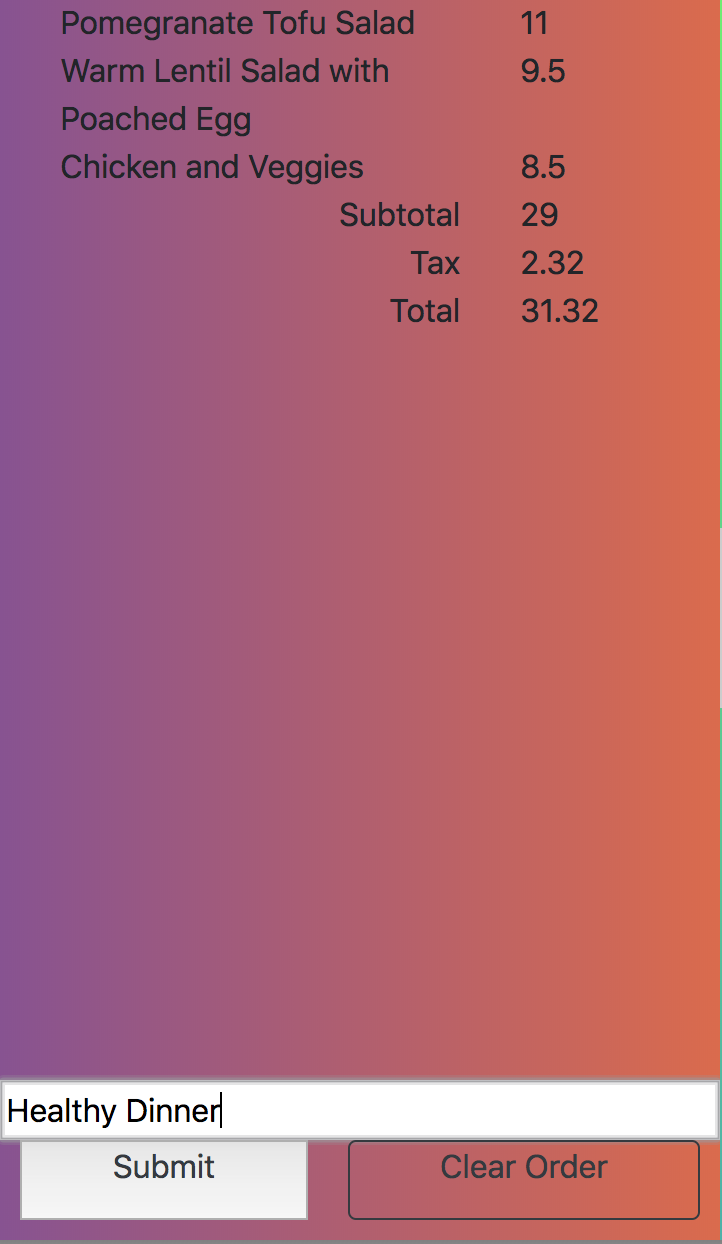 Pomegranate Tofu Salad 11
Warm Lentil Salad with 9.5
Poached Egg
Chicken and Veggies 8.5
Subtotal 29
Tax 2.32
Total 31.32
Healthy Dinner
Submit Clear Order